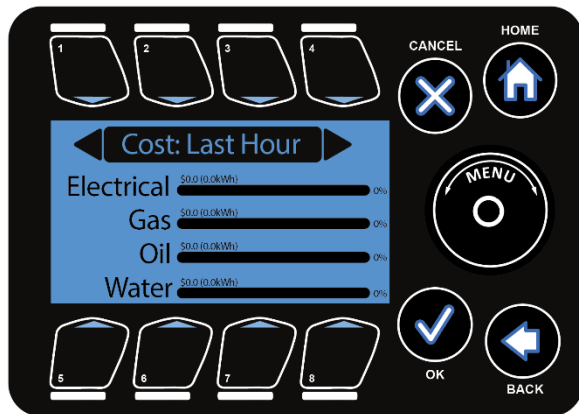 HOME
CANCEL
1 2 3 4
Cost: Last Hour
MENU
$0.0 (0.0kWh)
Electrical 0%
$0.0 (0.0kWh)
Gas 0%
$0.0 (0.0kWh)
Oil 0%
$0.0 (0.0kWh)
Water 0%
5 6 7 8
OK
BACK